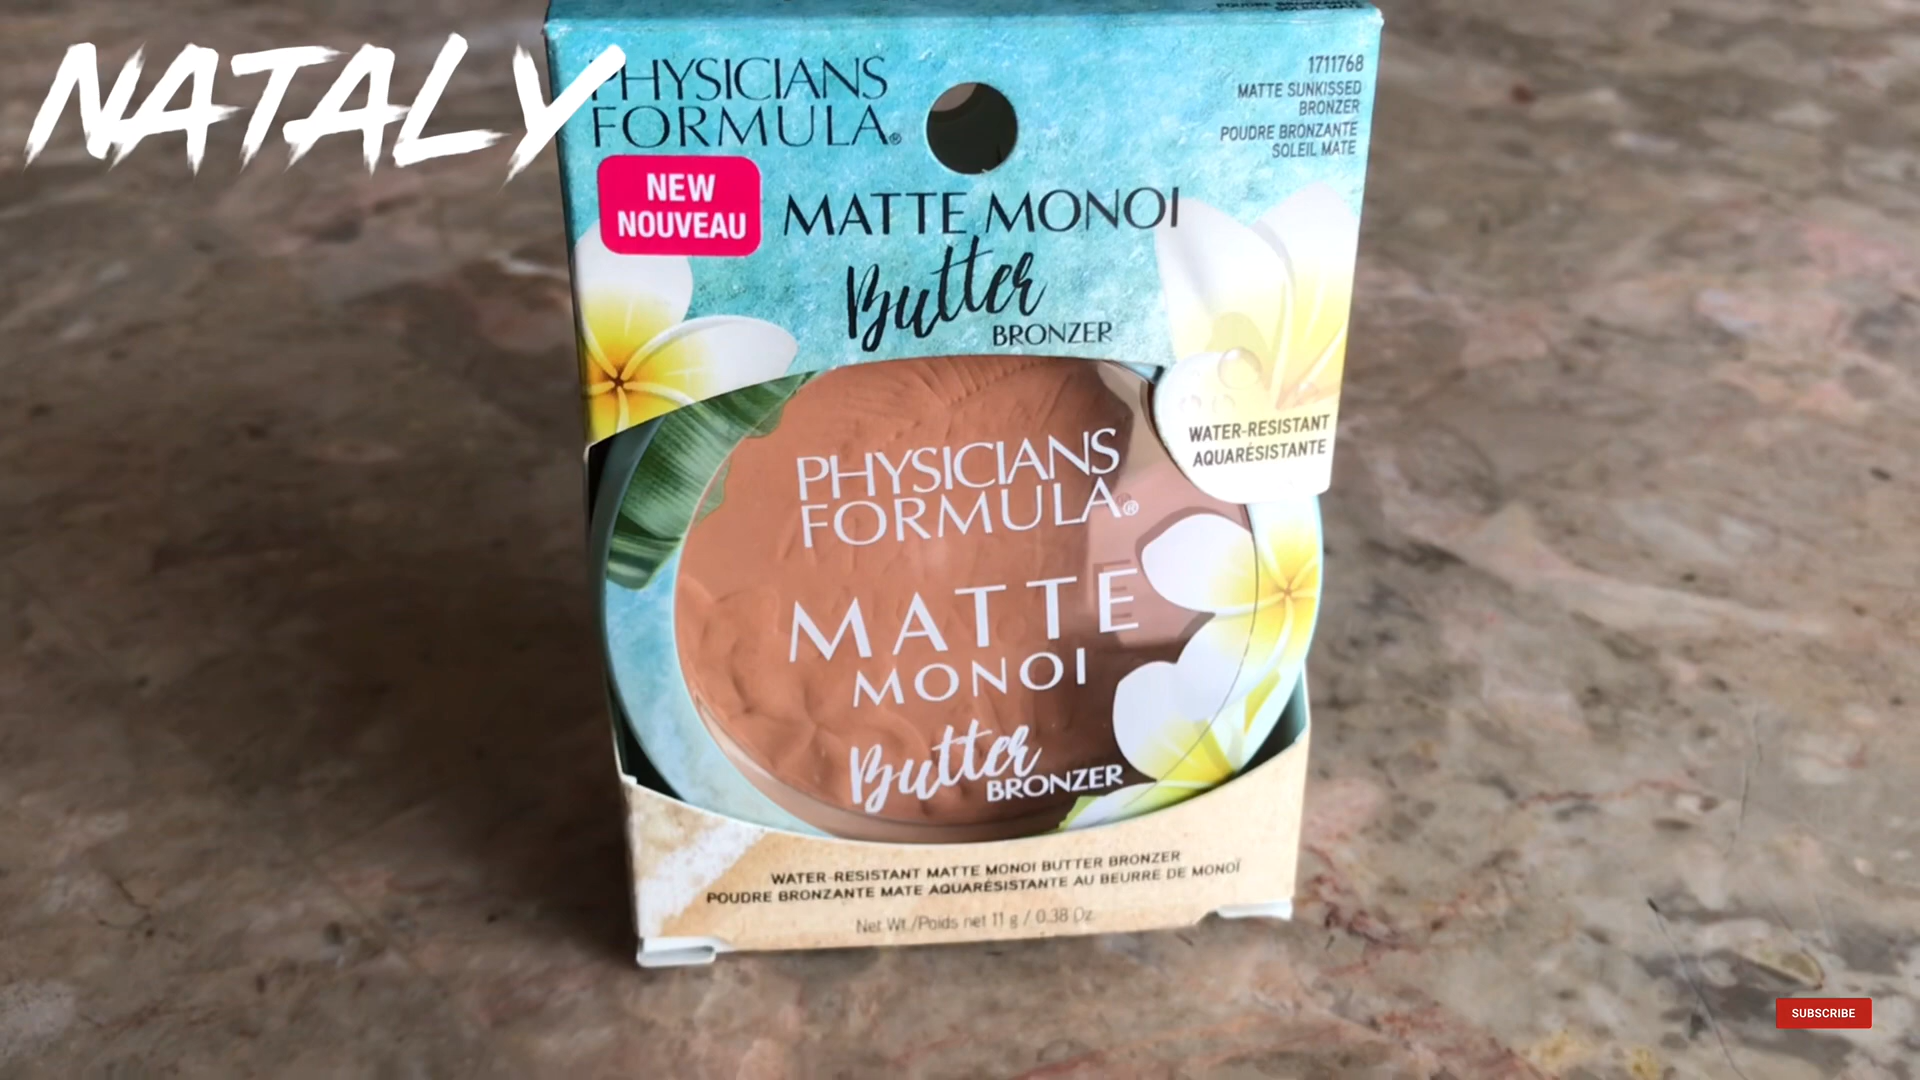 NATALY
PHYSICIANS
FORMULA®
NEW
NOUVEAU
MATTE MONOI
Butter
BRONZER
1711768
MATTE SUNKISSED
BRONZER
POUDRE BRONZANTE
SOLEIL MATE
WATER-RESISTANT
AQUARÉSISTANTE
PHYSICIANS
FORMULA®
MATTE
MONOI
Butter
BRONZER
WATER-RESISTANT MATTE MONOI BUTTER BRONZER
POUDRE BRONZANTE MATE AQUARÉSISTANTE AU BEURRE DE MONOÏ
Net Wt./Poids net 11 g / 0.38 Oz.
SUBSCRIBE